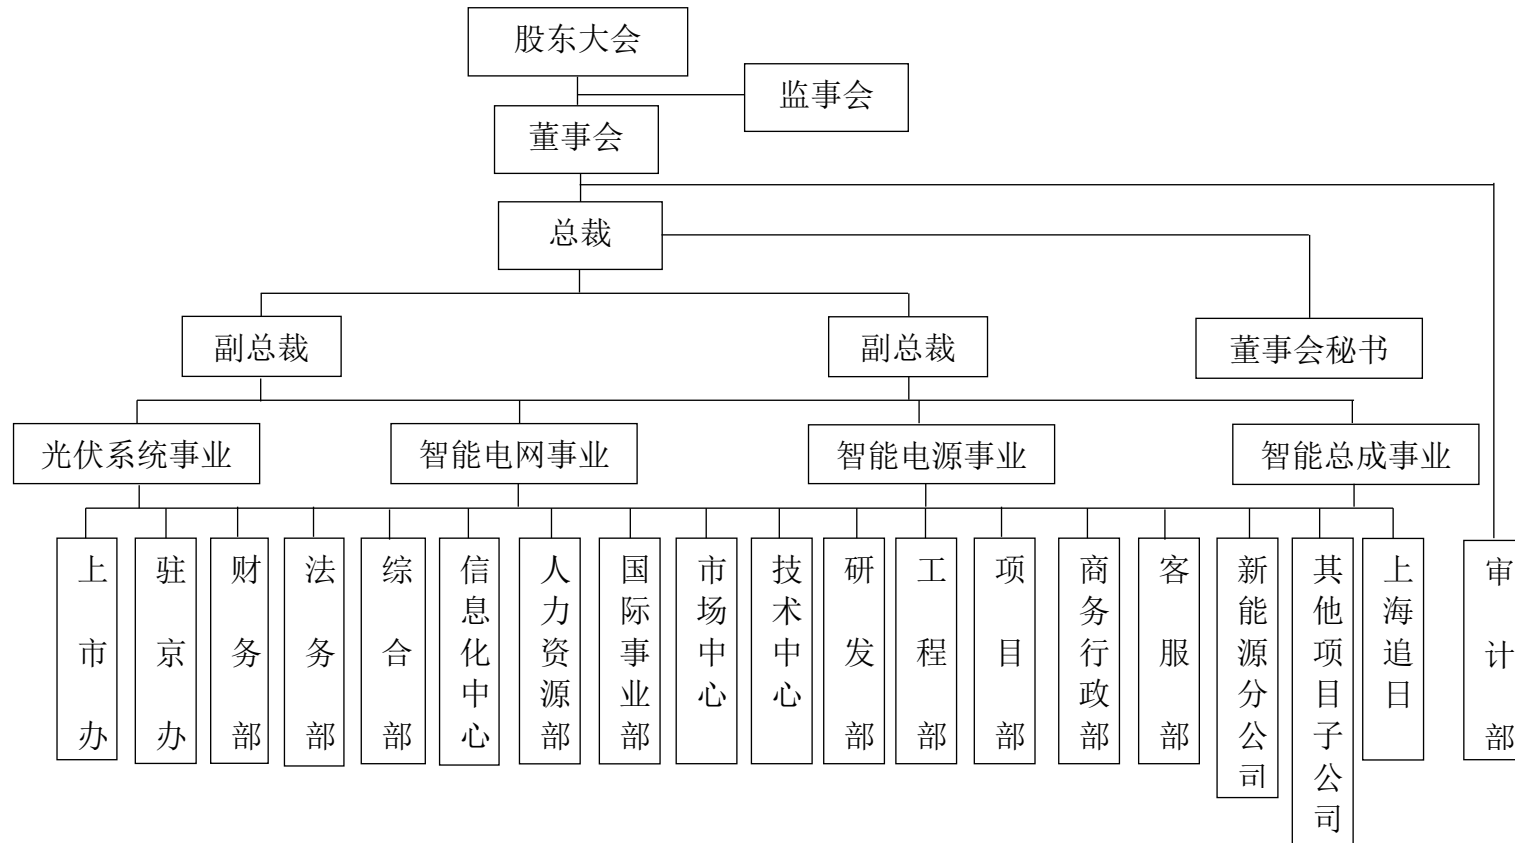 股东大会
监事会
董事会
总裁
副总裁
副总裁
董事会秘书
光伏系统事业
智能电网事业
智能电源事业
智能总成事业
上市办
驻京办
财务部
法务部
综合部
信息化中心
人力资源部
国际事业部
市场中心
技术中心
研发部
工程部
项目部
商务行政部
客服部
新能源分公司
其他项目子公司
上海追日
审计部